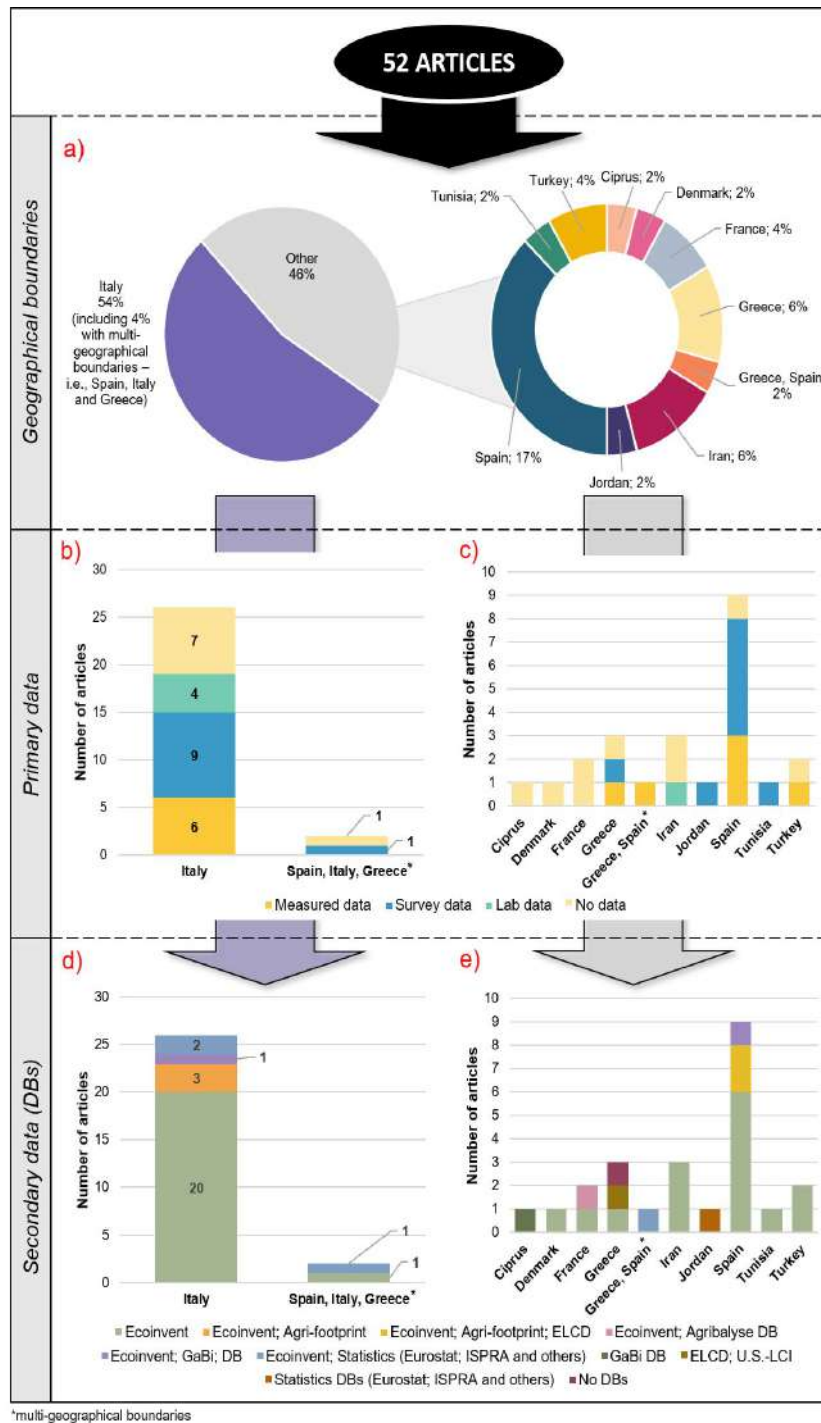 52 ARTICLES
Geographical boundaries
a)
Italy
54%
(including 4%
with multi-
geographical
boundaries –
i.e., Spain, Italy
and Greece)
Other
46%
Tunisia; 2%
Turkey; 4%
Ciprus; 2%
Denmark; 2%
France; 4%
Greece; 6%
Greece, Spain
2%
Iran; 6%
Jordan; 2%
Spain; 17%
Primary data
b)
Number of articles
30
25
20
15
10
5
0
7
4
9
6
1
1
Italy
Spain, Italy, Greece*
c)
Number of articles
10
9
8
7
6
5
4
3
2
1
0
Ciprus
Denmark
France
Greece
Greece, Spain*
Iran
Jordan
Spain
Tunisia
Turkey
Measured data
Survey data
Lab data
No data
Secondary data (DBs)
d)
Number of articles
30
25
20
15
10
5
0
2
1
3
20
1
1
Italy
Spain, Italy, Greece*
e)
Number of articles
10
9
8
7
6
5
4
3
2
1
0
Ciprus
Denmark
France
Greece
Greece, Spain*
Iran
Jordan
Spain
Tunisia
Turkey
Ecoinvent
Ecoinvent; Agri-footprint
Ecoinvent; Agri-footprint; ELCD
Ecoinvent; Agribalyse DB
Ecoinvent; GaBi; DB
Ecoinvent; Statistics (Eurostat; ISPRA and others)
GaBi DB
ELCD; U.S.-LCI
Statistics DBs (Eurostat; ISPRA and others)
No DBs
*multi-geographical boundaries